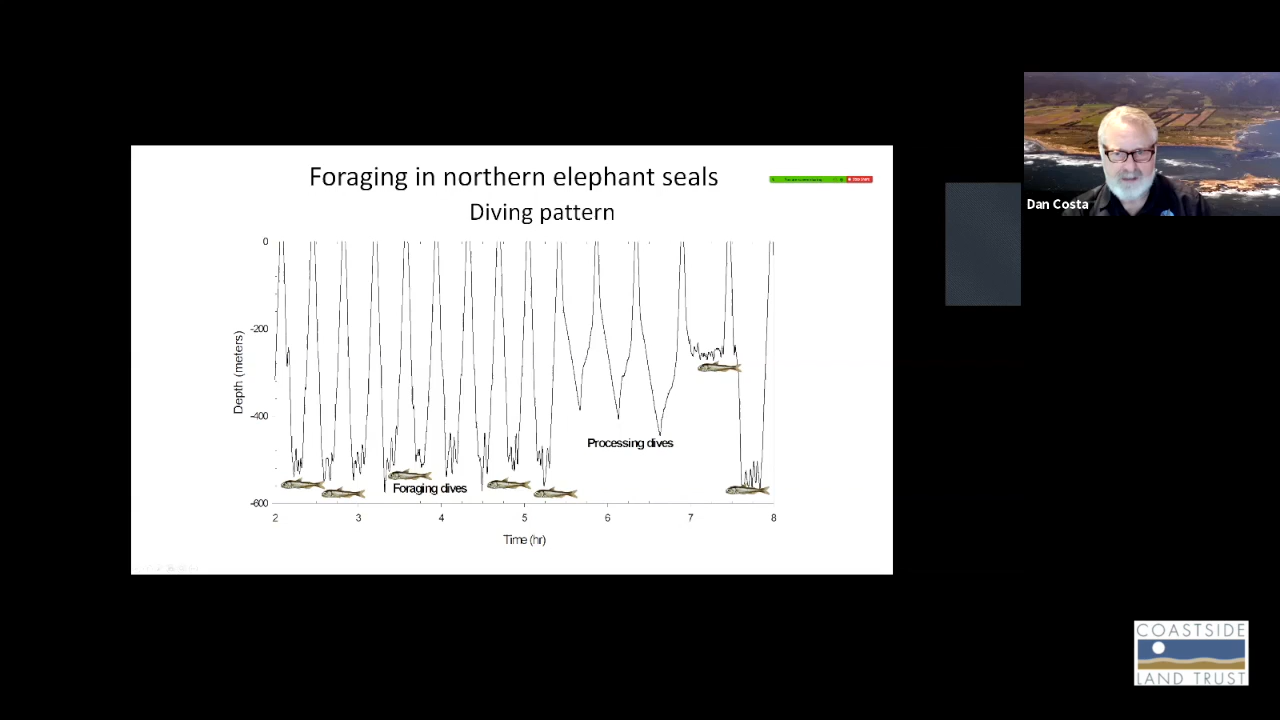 Foraging in northern elephant seals
Diving pattern
Dan Costa
0
-200
-400
-600
Depth (meters)
Processing dives
Foraging dives
2 3 4 5 6 7 8
Time (hr)
COASTSIDE
LAND TRUST